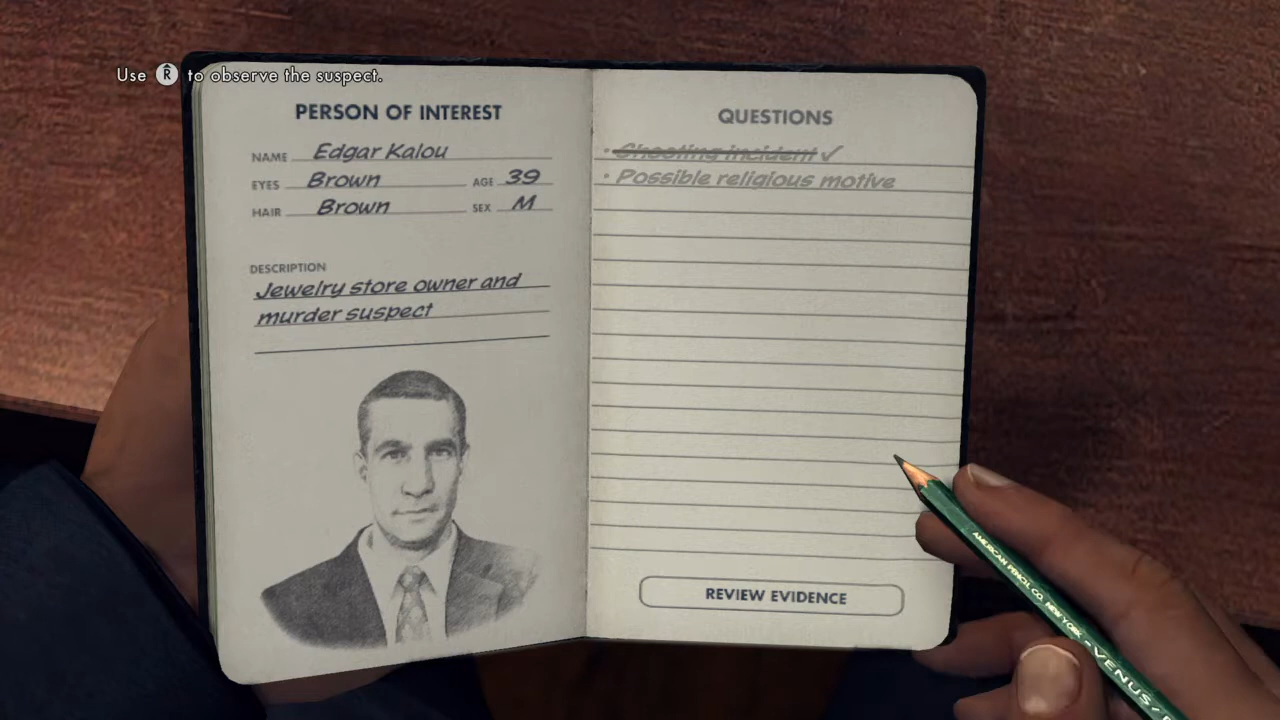 Use R to observe the suspect.
PERSON OF INTEREST
NAME Edgar Kalou
EYES Brown AGE 39
HAIR Brown SEX M
DESCRIPTION
Jewelry store owner and
murder suspect
QUESTIONS
• Shooting incident ✓
• Possible religious motive
REVIEW EVIDENCE
AMERICAN PENCIL CO. NEW YORK VENUS